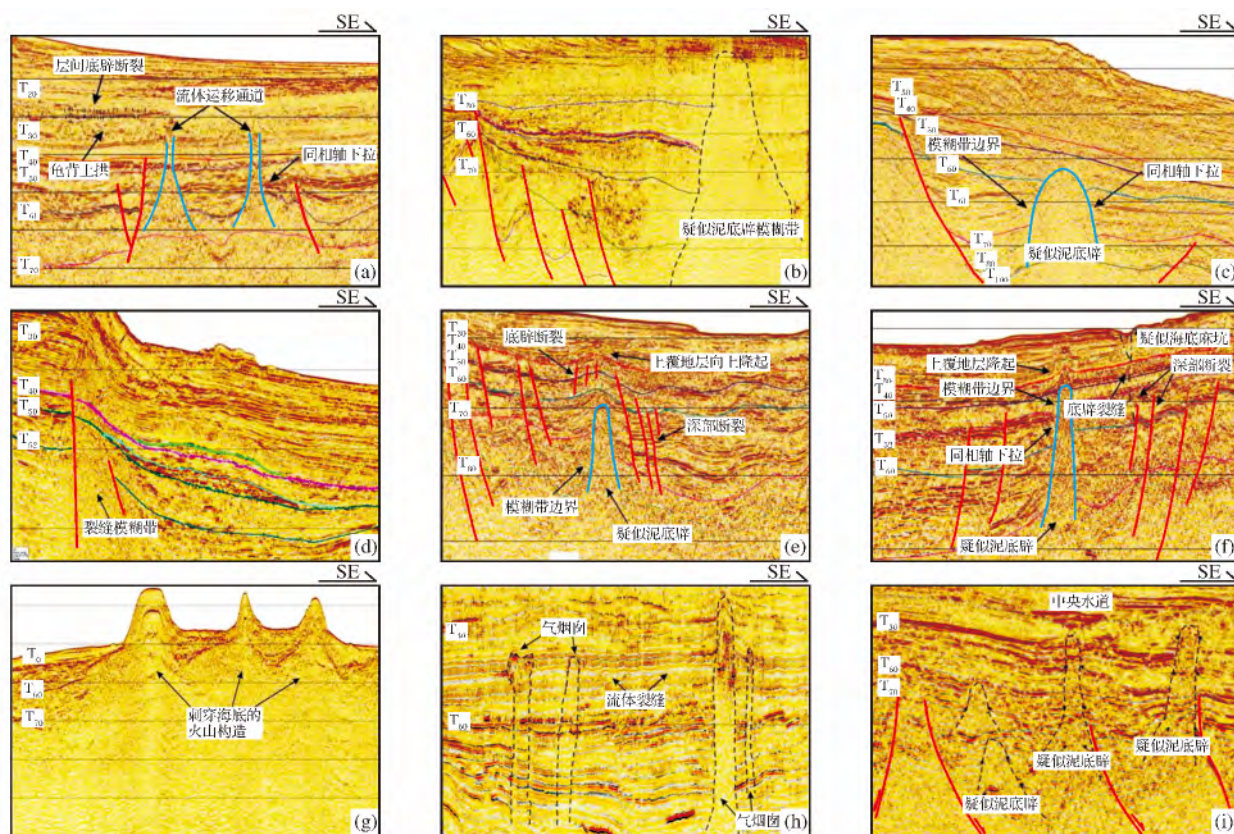 SE
层间底辟断裂
T₂₀
流体运移通道
T₃₀
T₄₀
龟背上拱
同相轴下拉
T₅₀
T₆₁
T₇₀
(a)
SE
T₅₀
T₆₀
T₇₀
疑似泥底辟模糊带
(b)
SE
T₃₀
T₄₀
T₅₀
模糊带边界
T₆₀
同相轴下拉
T₆₁
T₇₀
疑似泥底辟
T₈₀
T₁₀₀
(c)
SE
T₃₀
T₄₀
T₅₀
T₅₂
裂缝模糊带
(d)
SE
T₃₀
底辟断裂
T₄₀
上覆地层向上隆起
T₅₀
T₆₀
T₇₀
深部断裂
T₈₀
模糊带边界
疑似泥底辟
(e)
SE
疑似海底麻坑
上覆地层隆起
深部断裂
T₃₀
模糊带边界
T₄₀
T₅₀
底辟裂缝
T₅₂
同相轴下拉
T₆₀
疑似泥底辟
(f)
SE
T₀
T₆₀
T₇₀
刺穿海底的
火山构造
(g)
SE
T₄₀
气烟囱
流体裂缝
T₆₀
气烟囱
(h)
SE
中央水道
T₃₀
T₆₀
T₇₀
疑似泥底辟
疑似泥底辟
疑似泥底辟
(i)